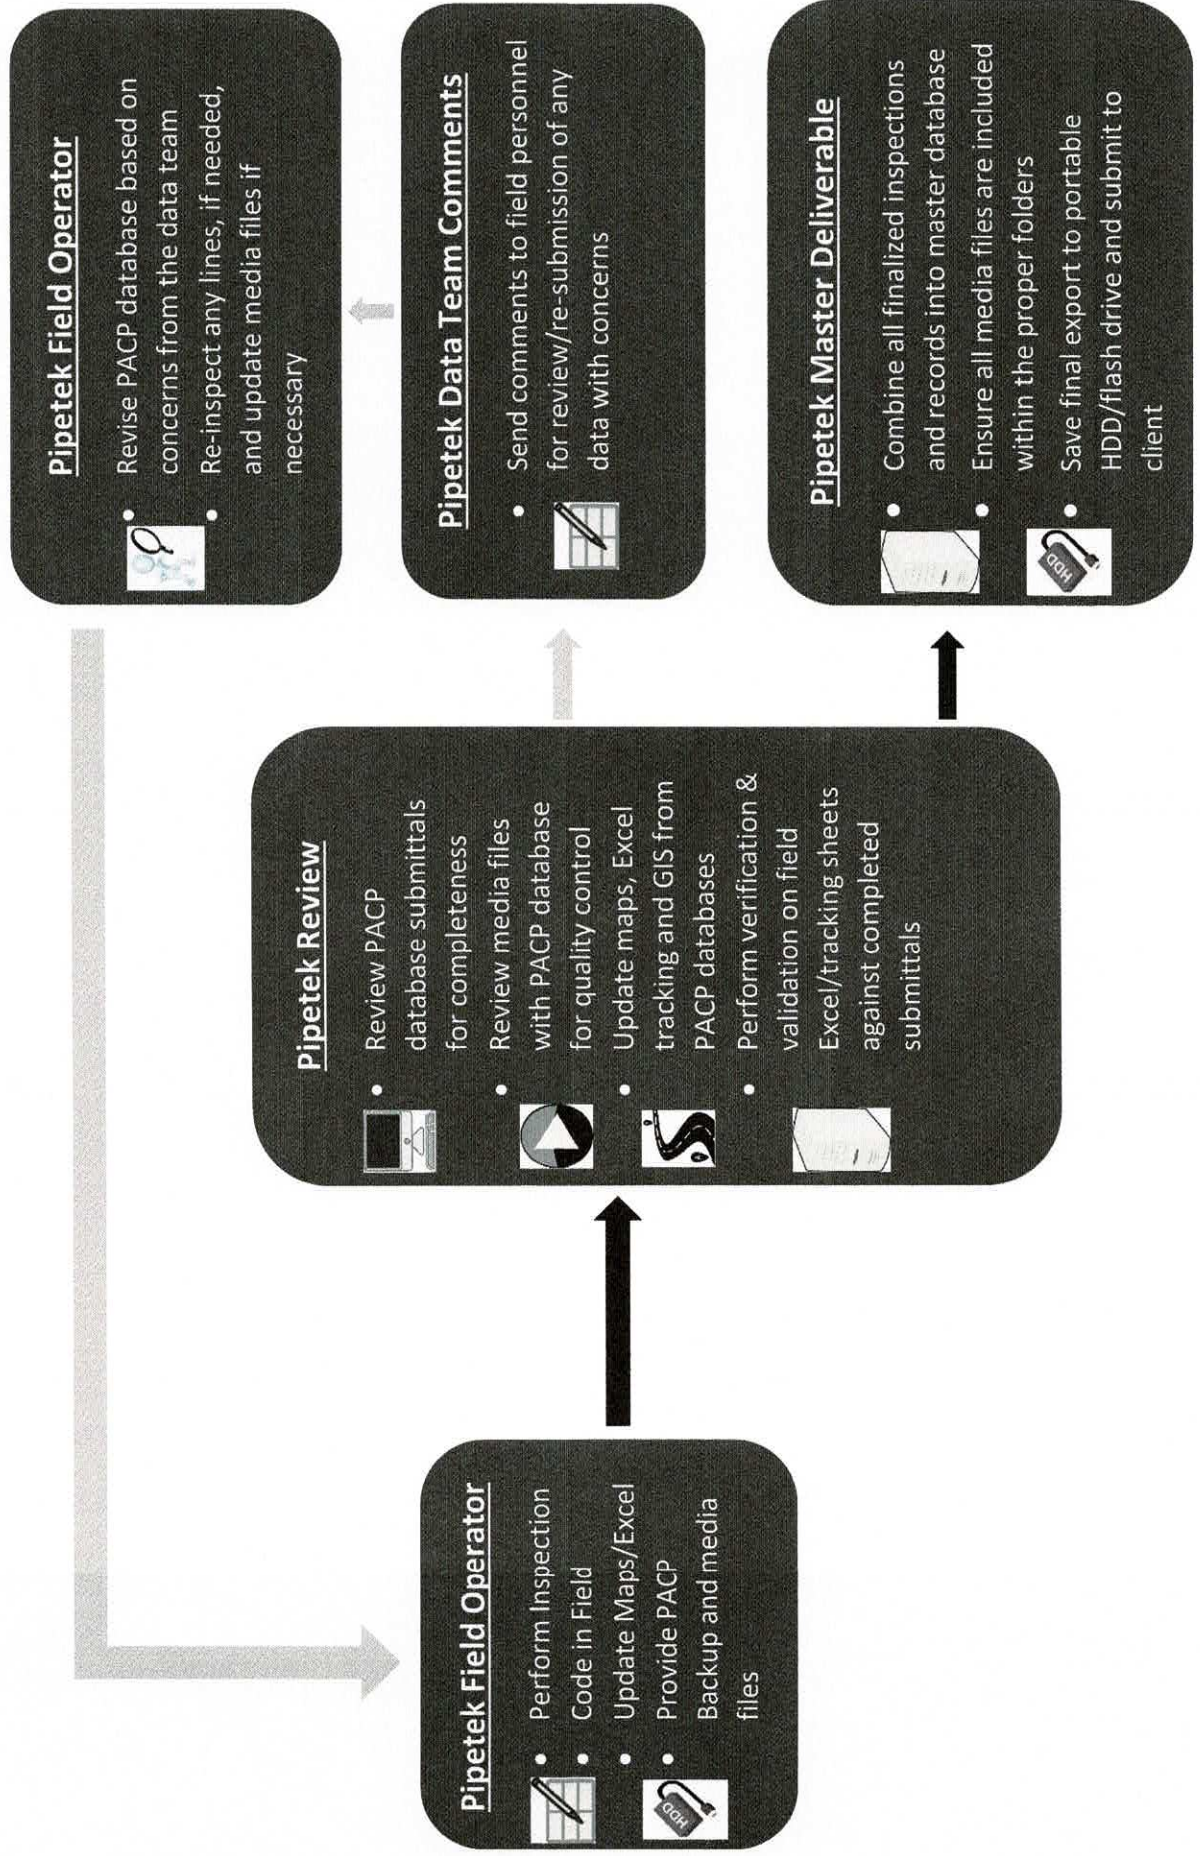 Pipetek Field Operator
• Perform Inspection
• Code in Field
• Update Maps/Excel
• Provide PACP
Backup and media
files
HDD
Pipetek Review
• Review PACP
database submittals
for completeness
• Review media files
with PACP database
for quality control
• Update maps, Excel
tracking and GIS from
PACP databases
• Perform verification &
validation on field
Excel/tracking sheets
against completed
submittals
Pipetek Field Operator
• Revise PACP database based on
concerns from the data team
• Re-inspect any lines, if needed,
and update media files if
necessary
Pipetek Data Team Comments
• Send comments to field personnel
for review/re-submission of any
data with concerns
Pipetek Master Deliverable
• Combine all finalized inspections
and records into master database
• Ensure all media files are included
within the proper folders
• Save final export to portable
HDD/flash drive and submit to
client
HDD